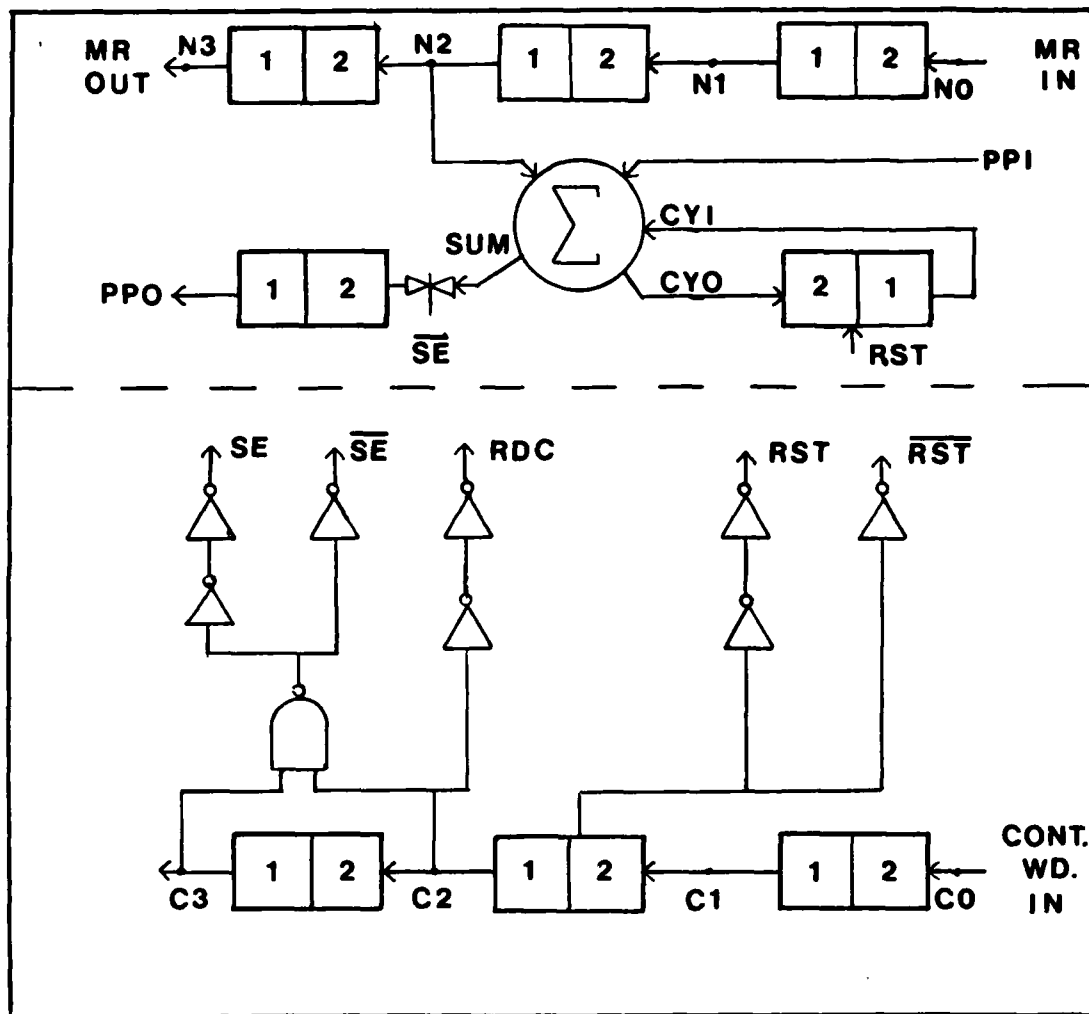 MR OUT
N3
1 2
N2
1 2
N1
1 2
N0
MR IN
PPI
Σ
CYI
SUM
CYO
PPO
1 2
SE
2 1
RST
SE
SE
RDC
RST
RST
C3
1 2
C2
1 2
C1
1 2
C0
CONT.
WD.
IN